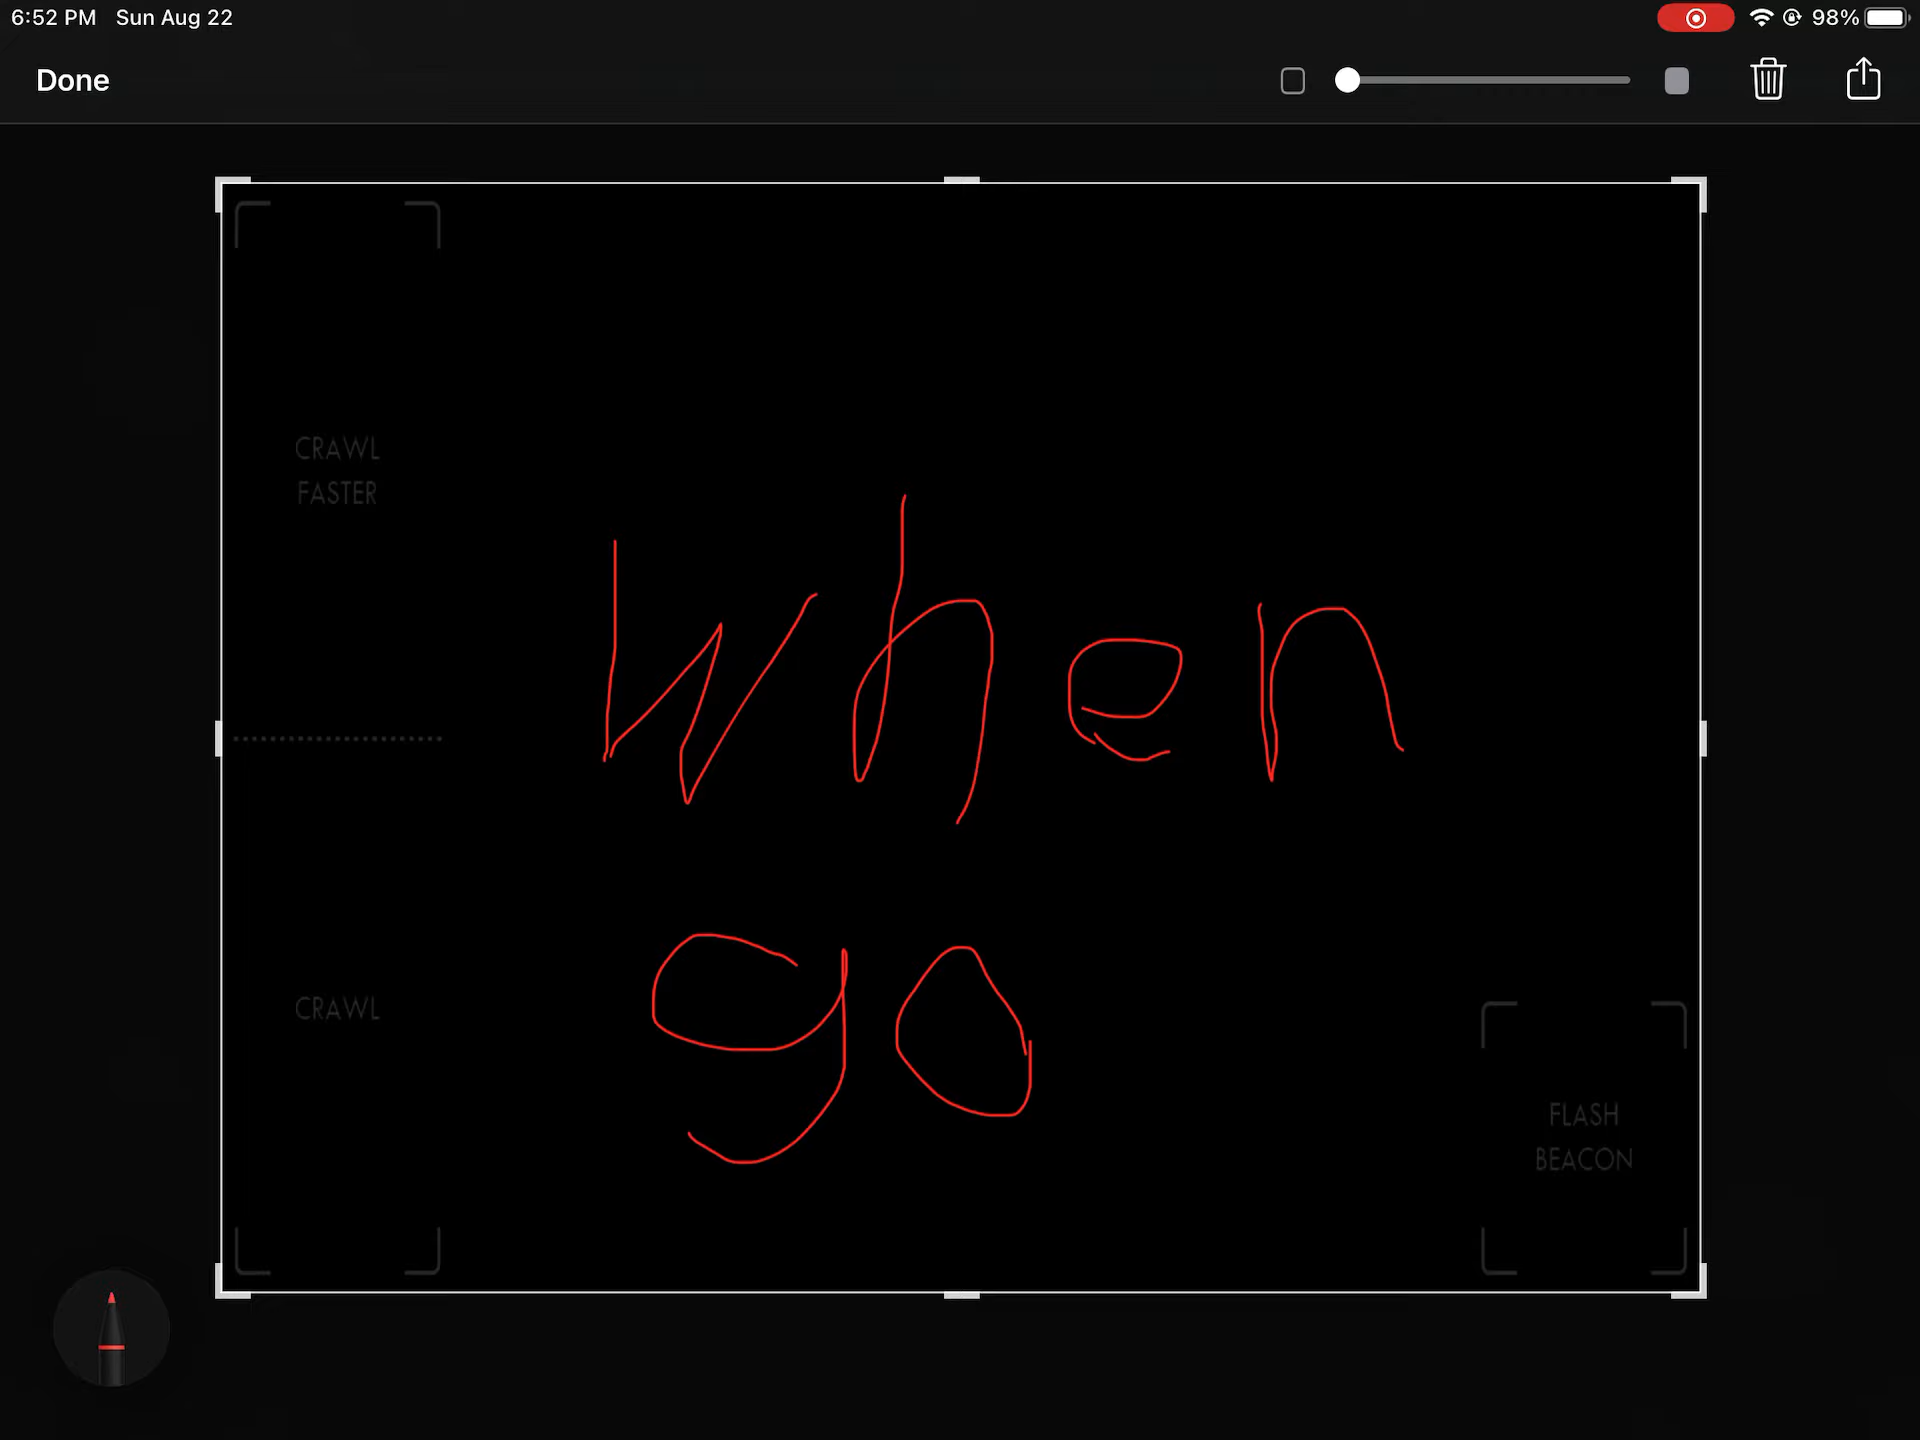 6:52 PM Sun Aug 22
98%
Done
CRAWL
FASTER
When
CRAWL
go
FLASH
BEACON